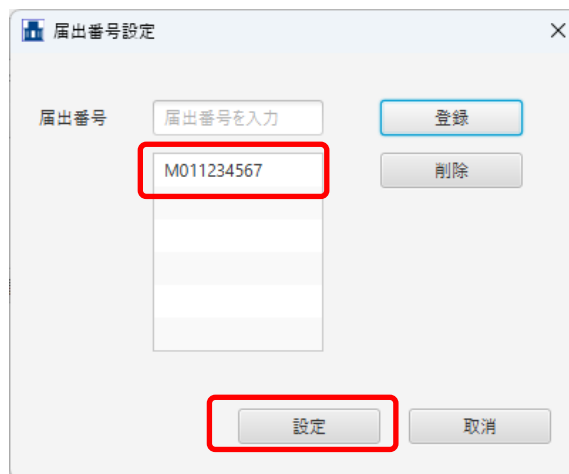 届出番号設定
届出番号
届出番号を入力
登録
M011234567
削除
設定
取消